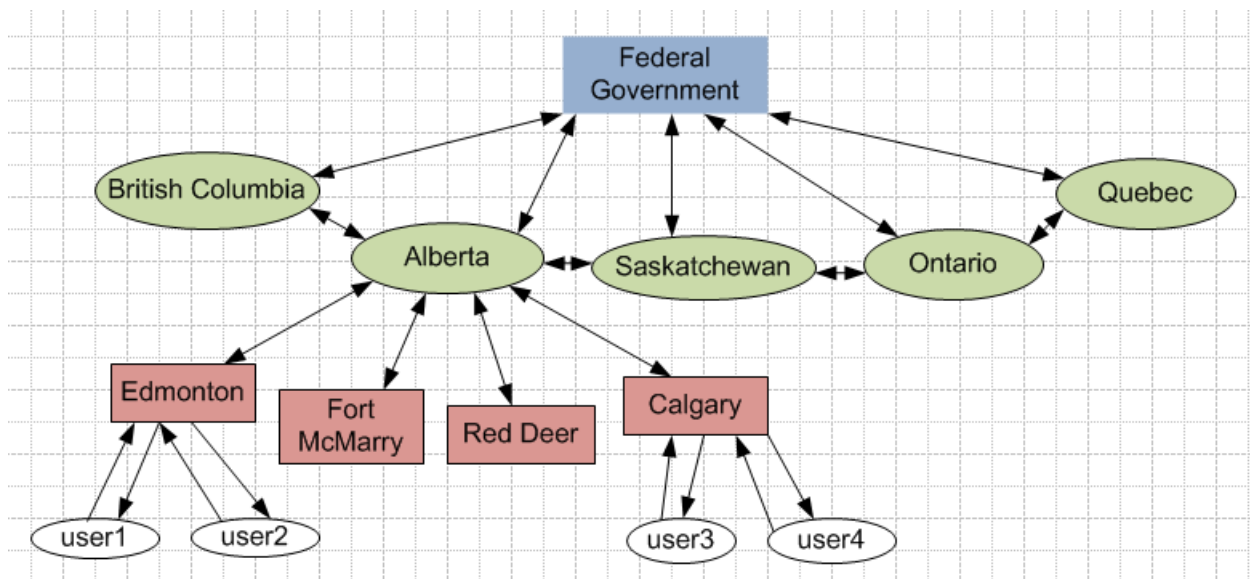 Federal
Government
British Columbia
Quebec
Alberta
Saskatchewan
Ontario
Edmonton
Fort
McMarry
Red Deer
Calgary
user1
user2
user3
user4